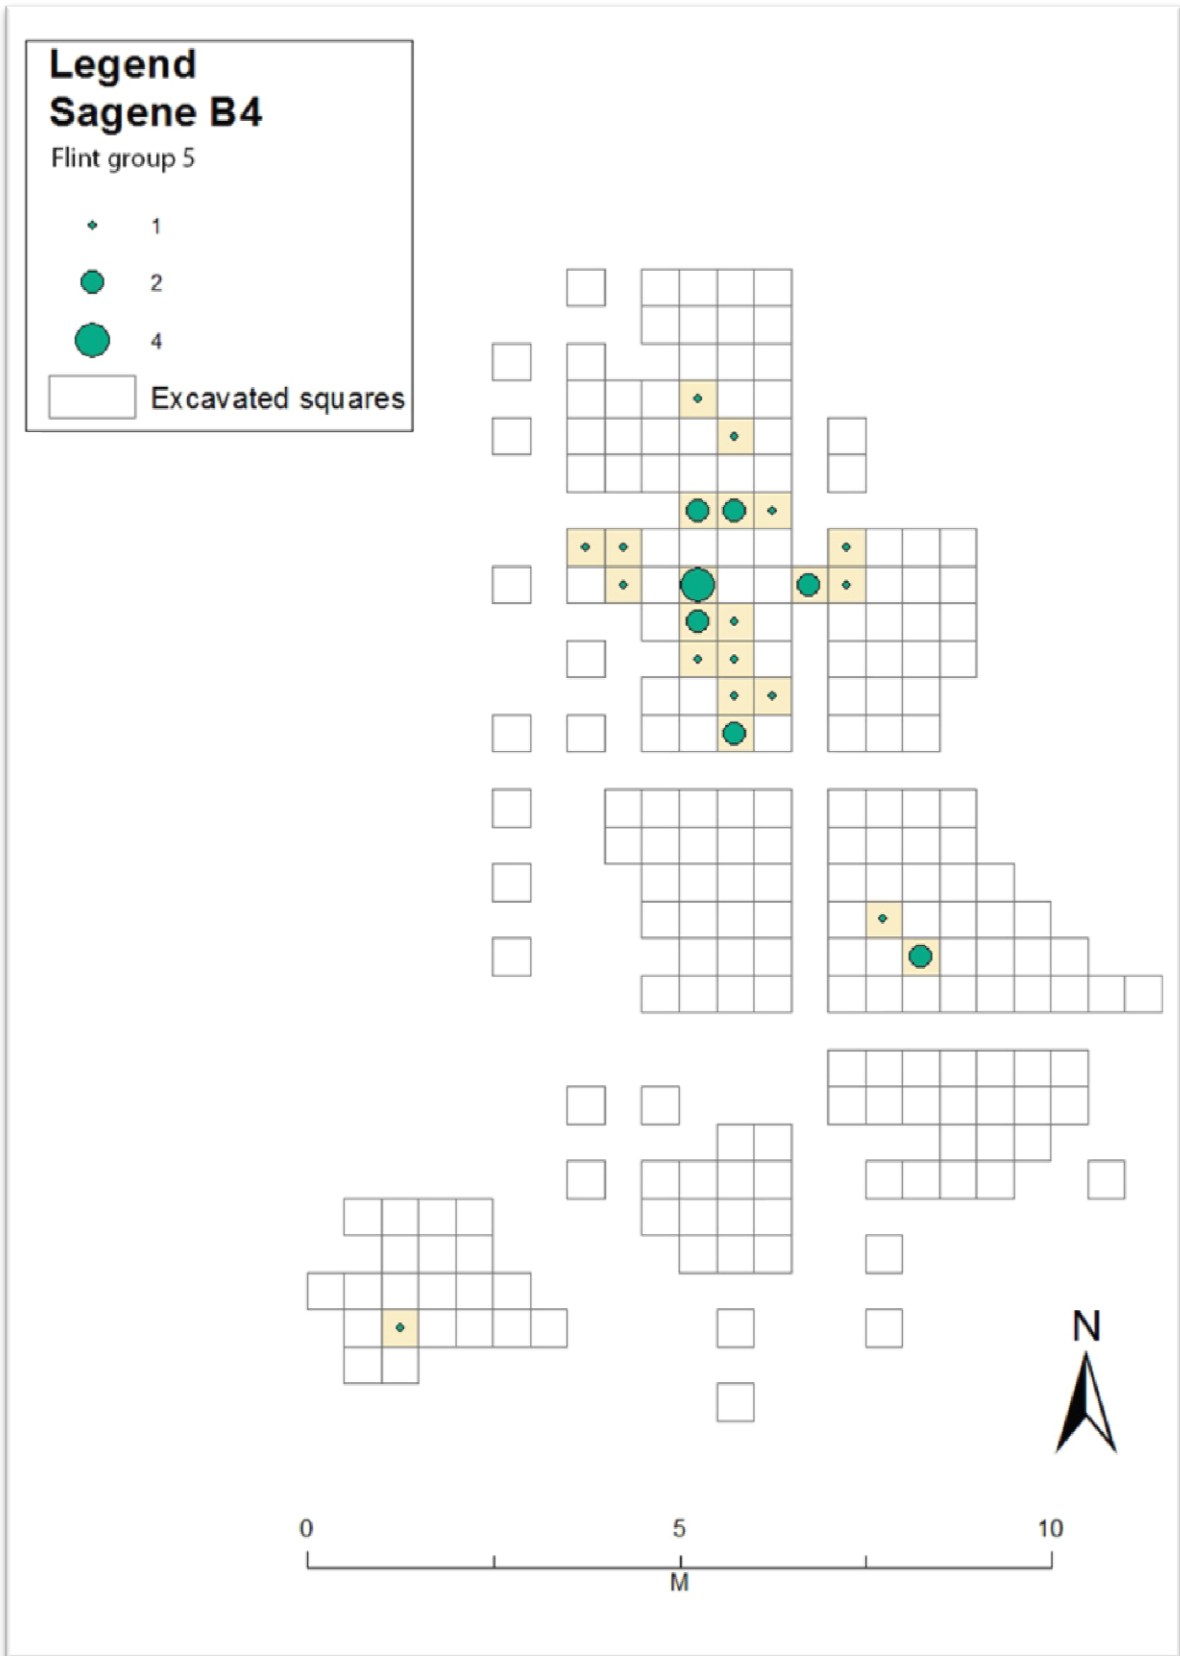 Legend
Sagene B4
Flint group 5
1
2
4
Excavated squares
N
0 5 10
M